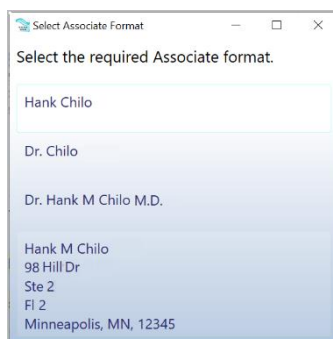 Select Associate Format
Select the required Associate format.
Hank Chilo
Dr. Chilo
Dr. Hank M Chilo M.D.
Hank M Chilo
98 Hill Dr
Ste 2
Fl 2
Minneapolis, MN, 12345